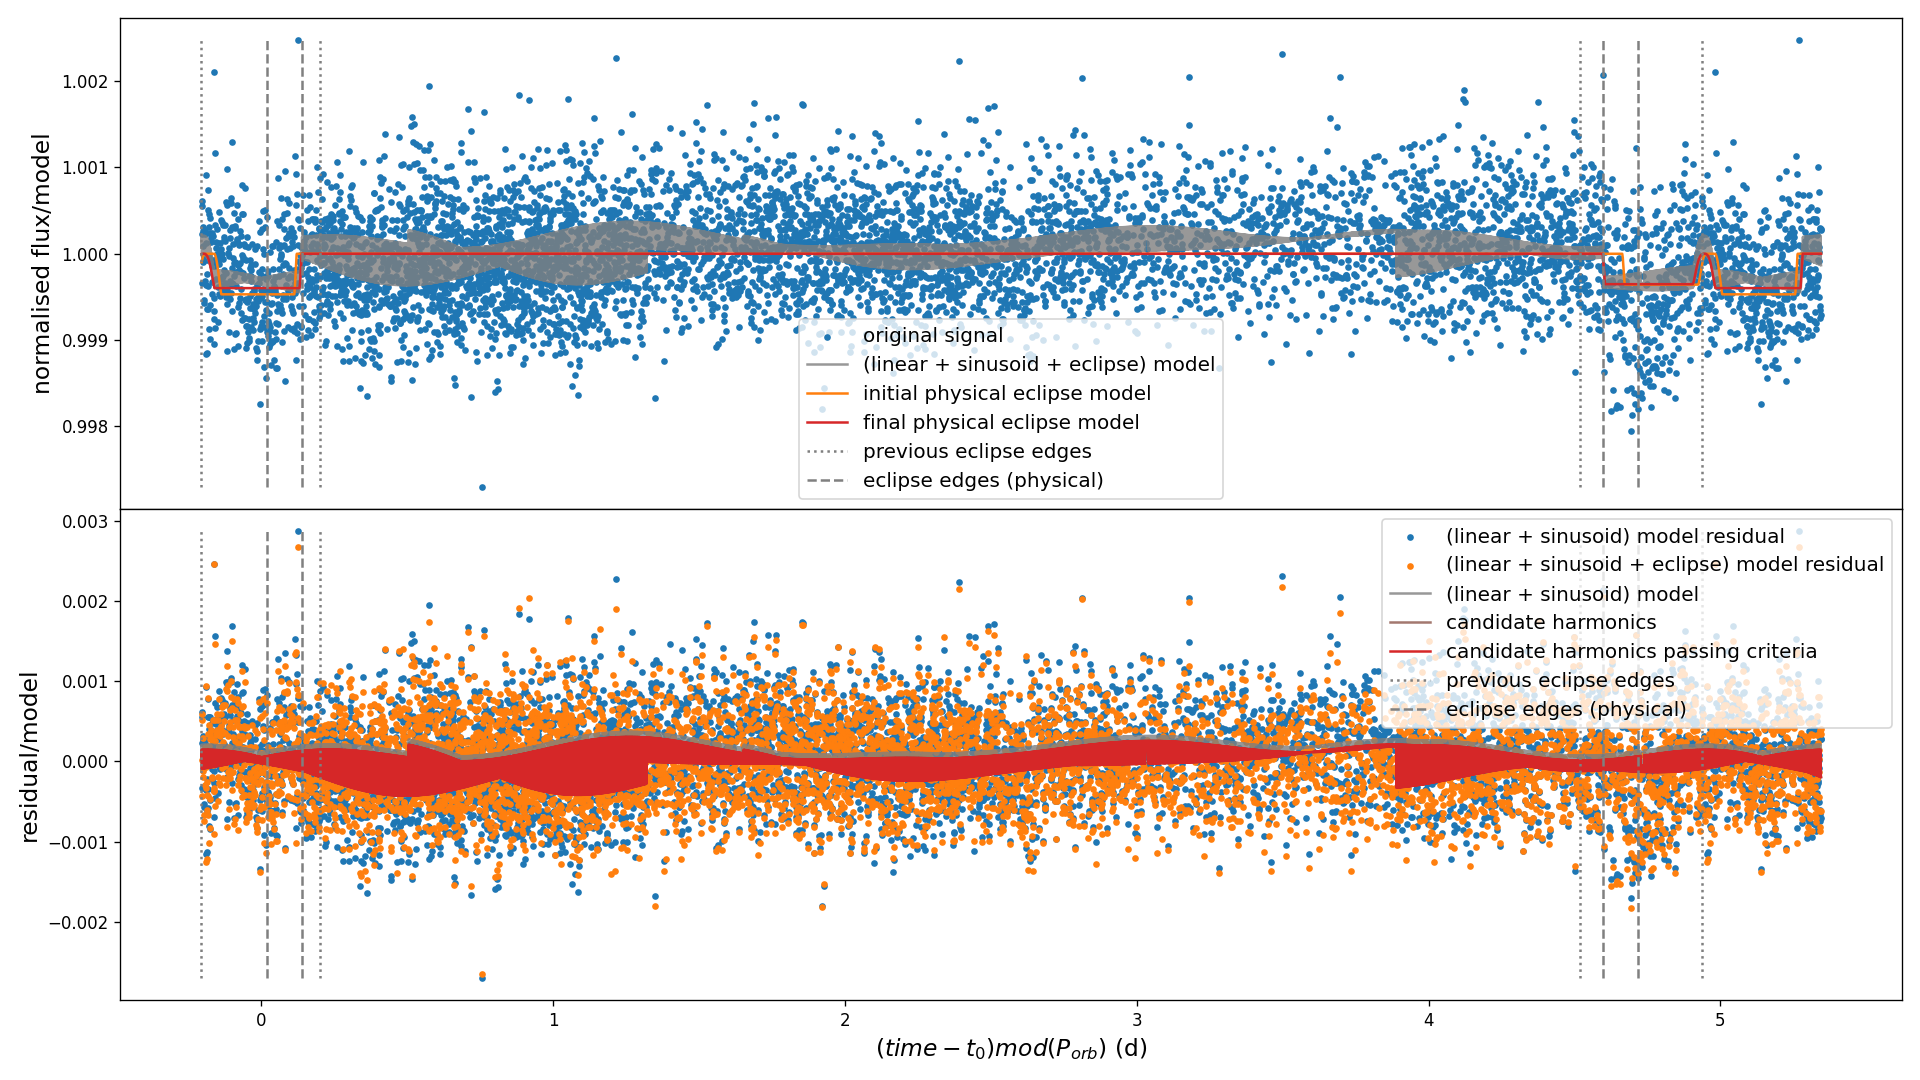 normalised flux/model
1.002
1.001
1.000
0.999
0.998
original signal
(linear + sinusoid + eclipse) model
initial physical eclipse model
final physical eclipse model
previous eclipse edges
eclipse edges (physical)
residual/model
0.003
0.002
0.001
0.000
−0.001
−0.002
(linear + sinusoid) model residual
(linear + sinusoid + eclipse) model residual
(linear + sinusoid) model
candidate harmonics
candidate harmonics passing criteria
previous eclipse edges
eclipse edges (physical)
0 1 2 3 4 5
(time − t₀)mod(Pₒᵣb) (d)